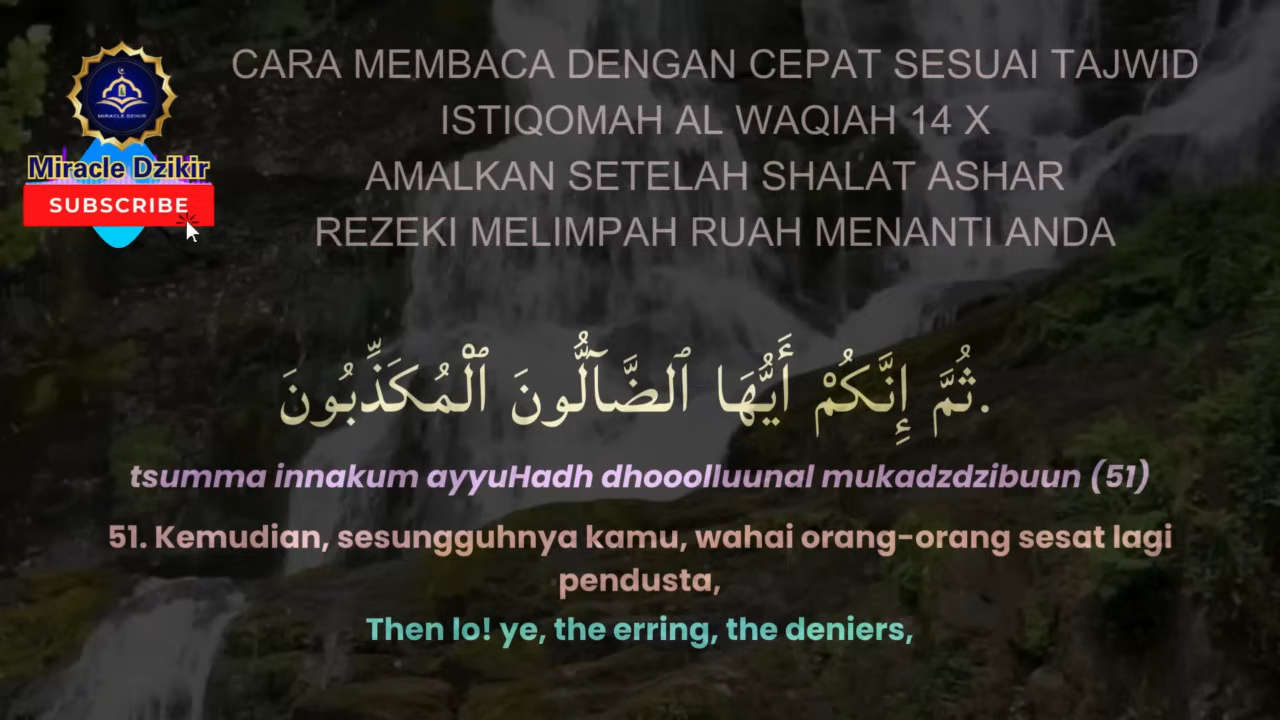 CARA MEMBACA DENGAN CEPAT SESUAI TAJWID
ISTIQOMAH AL WAQIAH 14 X
AMALKAN SETELAH SHALAT ASHAR
REZEKI MELIMPAH RUAH MENANTI ANDA
MIRACLE DZIKIR
Miracle Dzikir
SUBSCRIBE
ثُمَّ إِنَّكُمْ أَيُّهَا ٱلضَّآلُّونَ ٱلْمُكَذِّبُونَ.
tsumma innakum ayyuHadh dhooolluunal mukadzdzibuun (51)
51. Kemudian, sesungguhnya kamu, wahai orang-orang sesat lagi
pendusta,
Then lo! ye, the erring, the deniers,